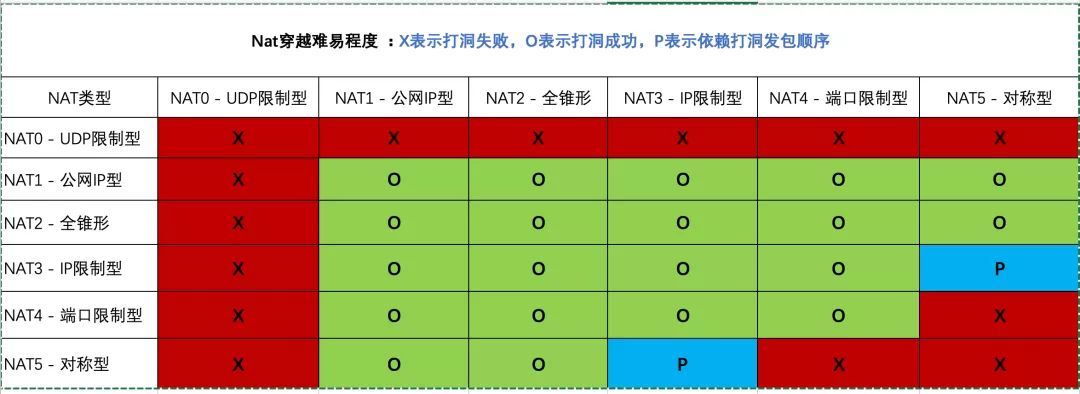 Nat穿越难易程度 ：X表示打洞失败，O表示打洞成功，P表示依赖打洞发包顺序
NAT类型 NAT0 - UDP限制型 NAT1 - 公网IP型 NAT2 - 全锥形 NAT3 - IP限制型 NAT4 - 端口限制型 NAT5 - 对称型
NAT0 - UDP限制型 X X X X X X
NAT1 - 公网IP型 X O O O O O
NAT2 - 全锥形 X O O O O O
NAT3 - IP限制型 X O O O O P
NAT4 - 端口限制型 X O O O O X
NAT5 - 对称型 X O O P X X